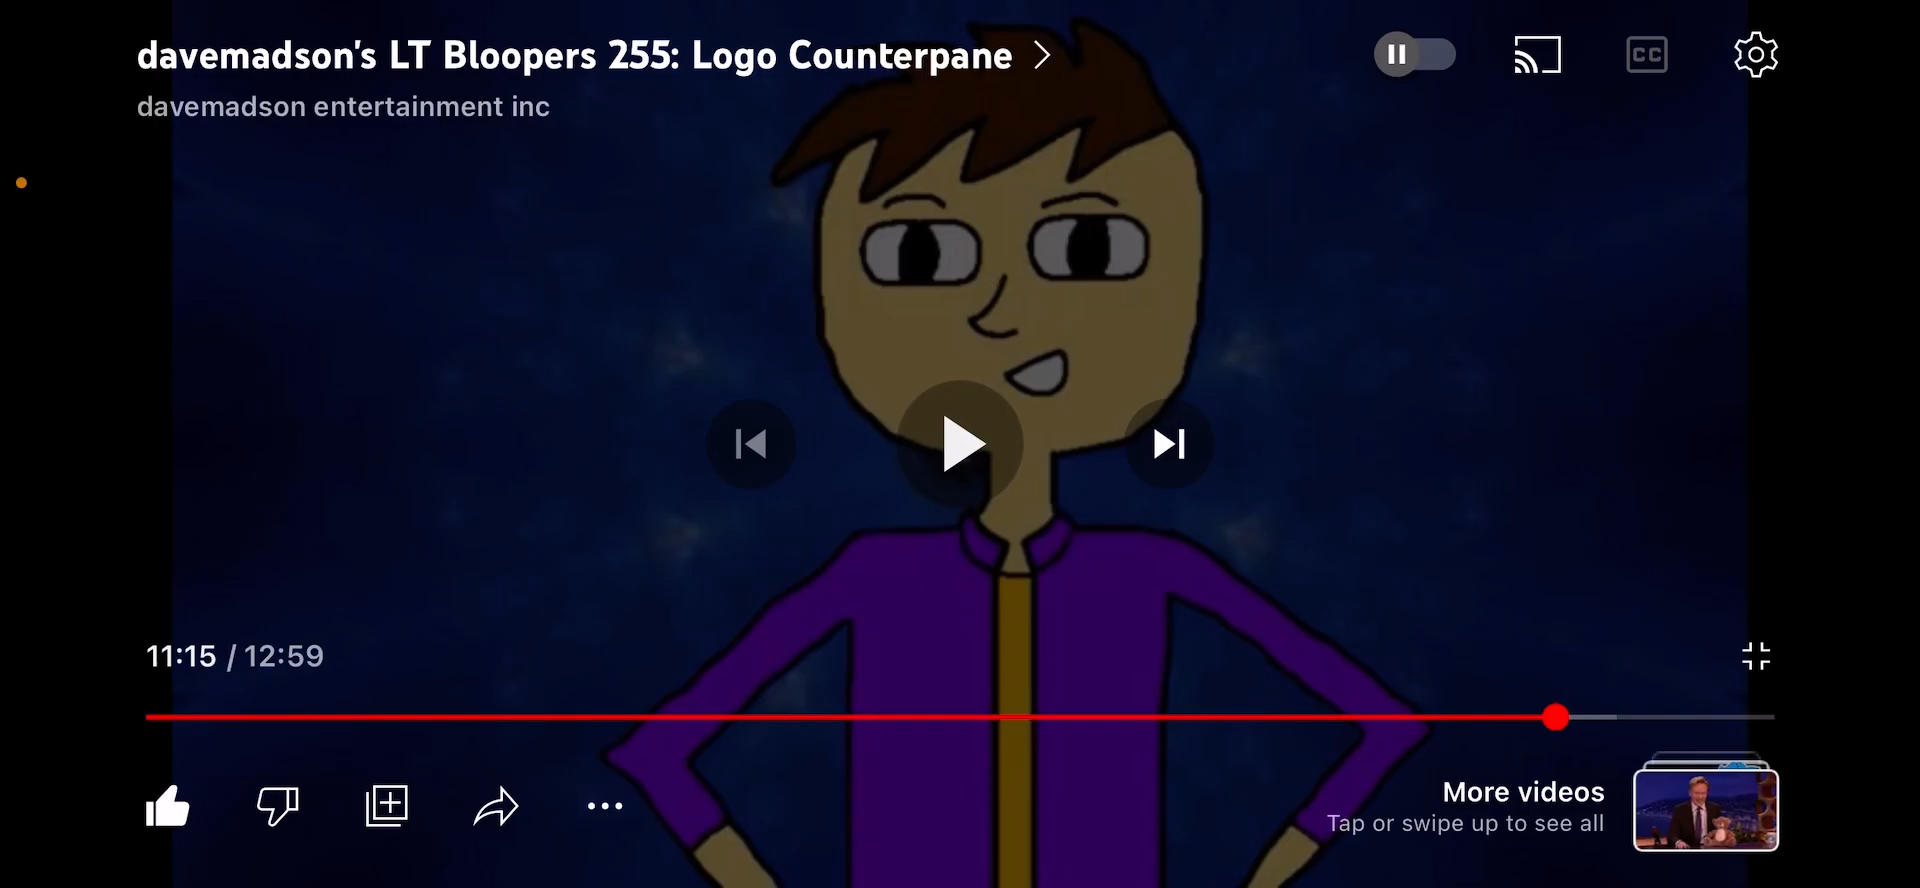 davemadson's LT Bloopers 255: Logo Counterpane
davemadson entertainment inc
CC
11:15 / 12:59
More videos
Tap or swipe up to see all